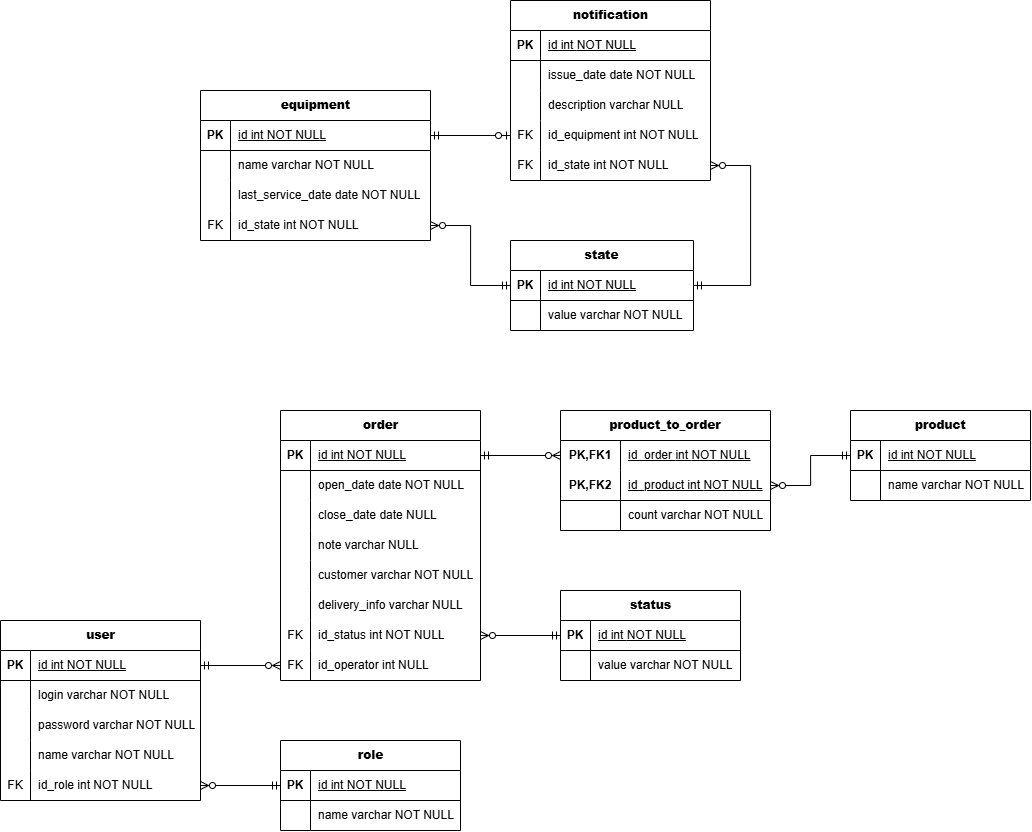 notification
PK id int NOT NULL
issue_date date NOT NULL
description varchar NULL
FK id_equipment int NOT NULL
FK id_state int NOT NULL
equipment
PK id int NOT NULL
name varchar NOT NULL
last_service_date date NOT NULL
FK id_state int NOT NULL
state
PK id int NOT NULL
value varchar NOT NULL
order
PK id int NOT NULL
open_date date NOT NULL
close_date date NULL
note varchar NULL
customer varchar NOT NULL
delivery_info varchar NULL
FK id_status int NOT NULL
FK id_operator int NULL
product_to_order
PK,FK1 id_order int NOT NULL
PK,FK2 id_product int NOT NULL
count varchar NOT NULL
product
PK id int NOT NULL
name varchar NOT NULL
status
PK id int NOT NULL
value varchar NOT NULL
user
PK id int NOT NULL
login varchar NOT NULL
password varchar NOT NULL
name varchar NOT NULL
FK id_role int NOT NULL
role
PK id int NOT NULL
name varchar NOT NULL